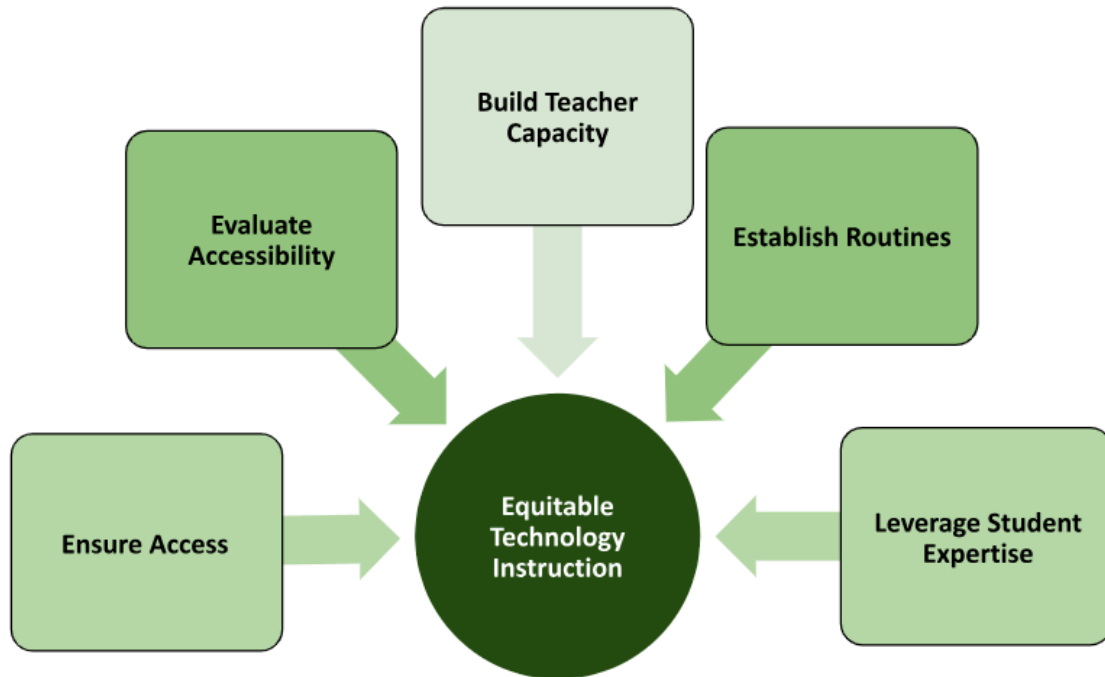 Build Teacher
Capacity
Evaluate
Accessibility
Establish Routines
Ensure Access
Equitable
Technology
Instruction
Leverage Student
Expertise